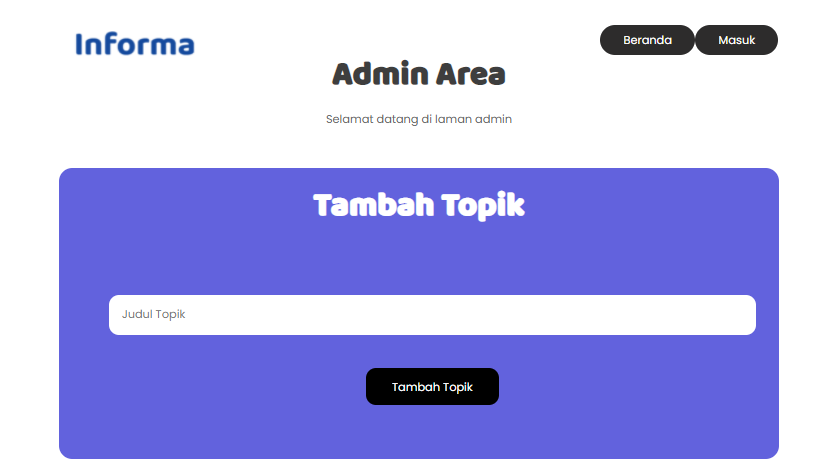 Informa
Beranda
Masuk
Admin Area
Selamat datang di laman admin
Tambah Topik
Judul Topik
Tambah Topik